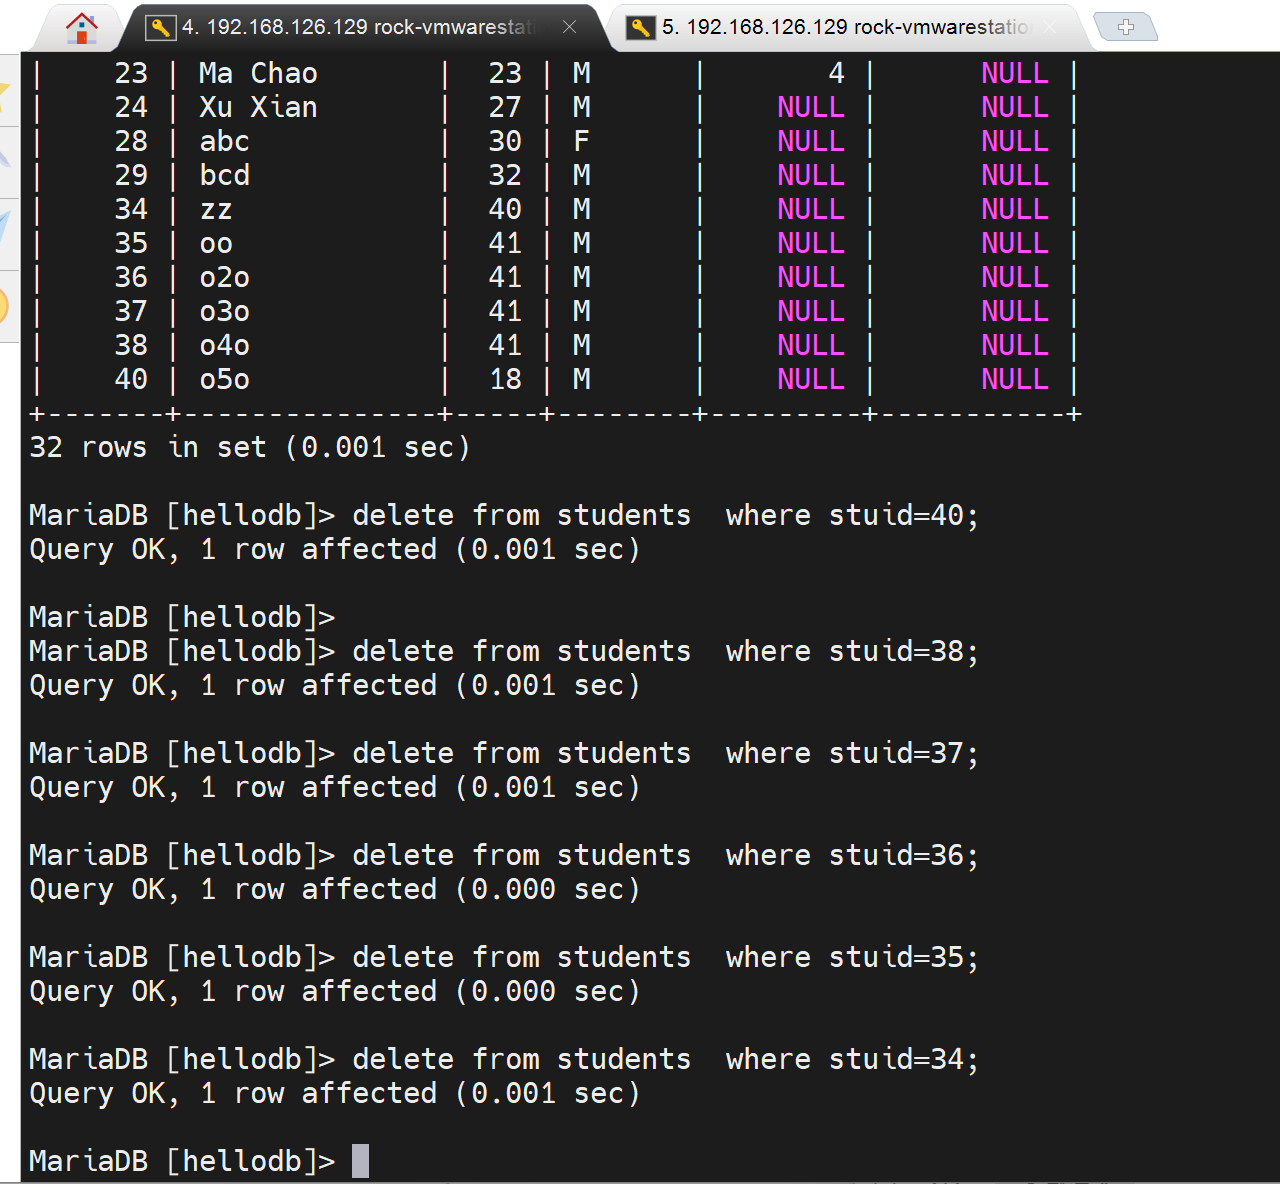 4. 192.168.126.129 rock-vmwarestati
5. 192.168.126.129 rock-vmwarestatio
| 23 | Ma Chao | 23 | M | 4 | NULL |
| 24 | Xu Xian | 27 | M | NULL | NULL |
| 28 | abc | 30 | F | NULL | NULL |
| 29 | bcd | 32 | M | NULL | NULL |
| 34 | zz | 40 | M | NULL | NULL |
| 35 | oo | 41 | M | NULL | NULL |
| 36 | o2o | 41 | M | NULL | NULL |
| 37 | o3o | 41 | M | NULL | NULL |
| 38 | o4o | 41 | M | NULL | NULL |
| 40 | o5o | 18 | M | NULL | NULL |
+-------+---------------+-----+--------+---------+-----------+
32 rows in set (0.001 sec)
MariaDB [hellodb]> delete from students  where stuid=40;
Query OK, 1 row affected (0.001 sec)
MariaDB [hellodb]>
MariaDB [hellodb]> delete from students  where stuid=38;
Query OK, 1 row affected (0.001 sec)
MariaDB [hellodb]> delete from students  where stuid=37;
Query OK, 1 row affected (0.001 sec)
MariaDB [hellodb]> delete from students  where stuid=36;
Query OK, 1 row affected (0.000 sec)
MariaDB [hellodb]> delete from students  where stuid=35;
Query OK, 1 row affected (0.000 sec)
MariaDB [hellodb]> delete from students  where stuid=34;
Query OK, 1 row affected (0.001 sec)
MariaDB [hellodb]>